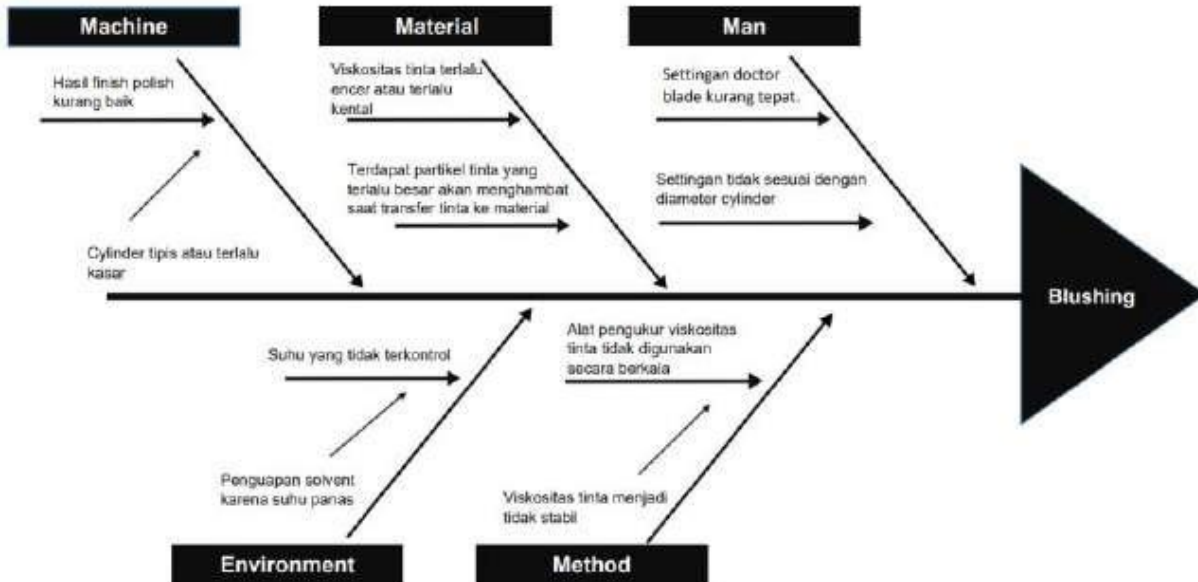 Machine
Material
Man
Hasil finish polish
kurang baik
Viskositas tinta terlalu
encer atau terlalu
kental
Settingan doctor
blade kurang tepat.
Terdapat partikel tinta yang
terlalu besar akan menghambat
saat transfer tinta ke material
Settingan tidak sesuai dengan
diameter cylinder
Cylinder tipis atau terlalu
kasar
Blushing
Suhu yang tidak terkontrol
Alat pengukur viskositas
tinta tidak digunakan
secara berkala
Penguapan solvent
karena suhu panas
Viskositas tinta menjadi
tidak stabil
Environment
Method